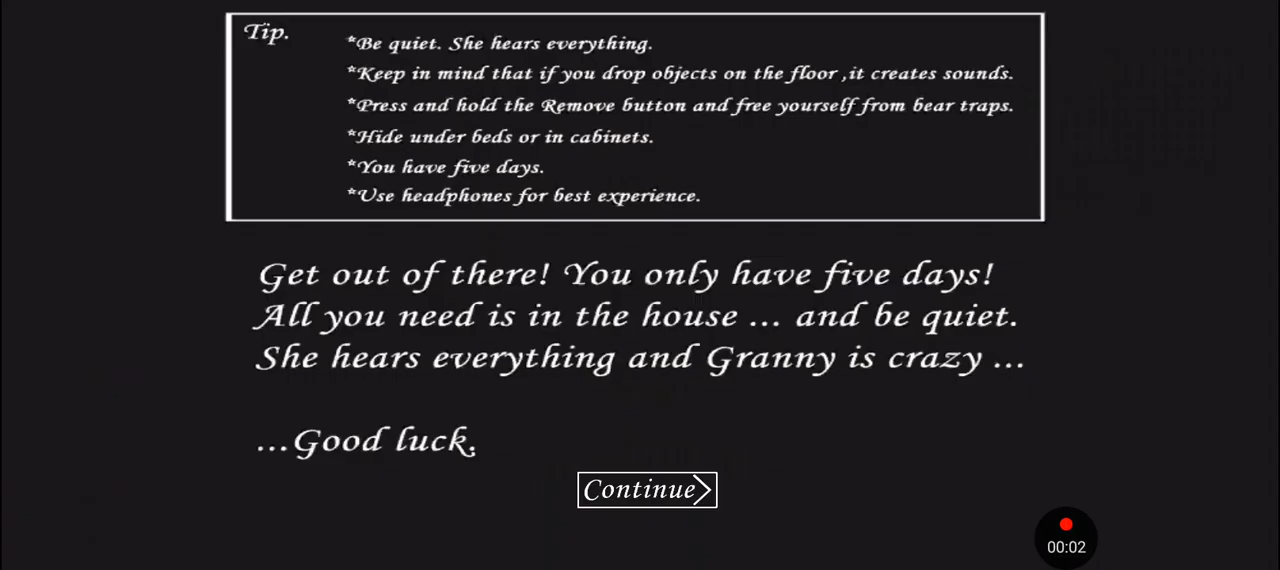 Tip.
*Be quiet. She hears everything.
*Keep in mind that if you drop objects on the floor ,it creates sounds.
*Press and hold the Remove button and free yourself from bear traps.
*Hide under beds or in cabinets.
*You have five days.
*Use headphones for best experience.
Get out of there! You only have five days!
All you need is in the house ... and be quiet.
She hears everything and Granny is crazy ...
...Good luck.
Continue
00:02